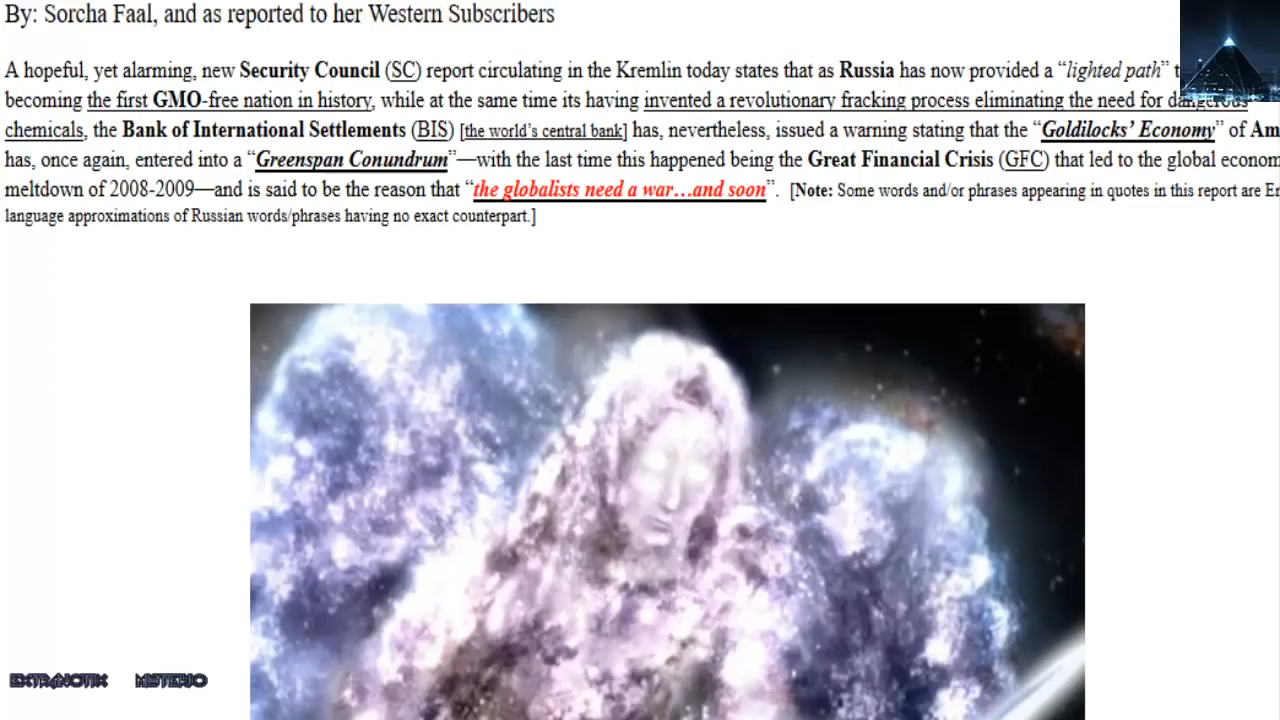 By: Sorcha Faal, and as reported to her Western Subscribers
A hopeful, yet alarming, new Security Council (SC) report circulating in the Kremlin today states that as Russia has now provided a “lighted path”
becoming the first GMO-free nation in history, while at the same time its having invented a revolutionary fracking process eliminating the need for dangerous
chemicals, the Bank of International Settlements (BIS) [the world’s central bank] has, nevertheless, issued a warning stating that the “Goldilocks’ Economy” of
has, once again, entered into a “Greenspan Conundrum”—with the last time this happened being the Great Financial Crisis (GFC) that led to the global
meltdown of 2008-2009—and is said to be the reason that “the globalists need a war…and soon”. [Note: Some words and/or phrases appearing in quotes in this report are
language approximations of Russian words/phrases having no exact counterpart.]
EXTRANOTIX MISTERIO